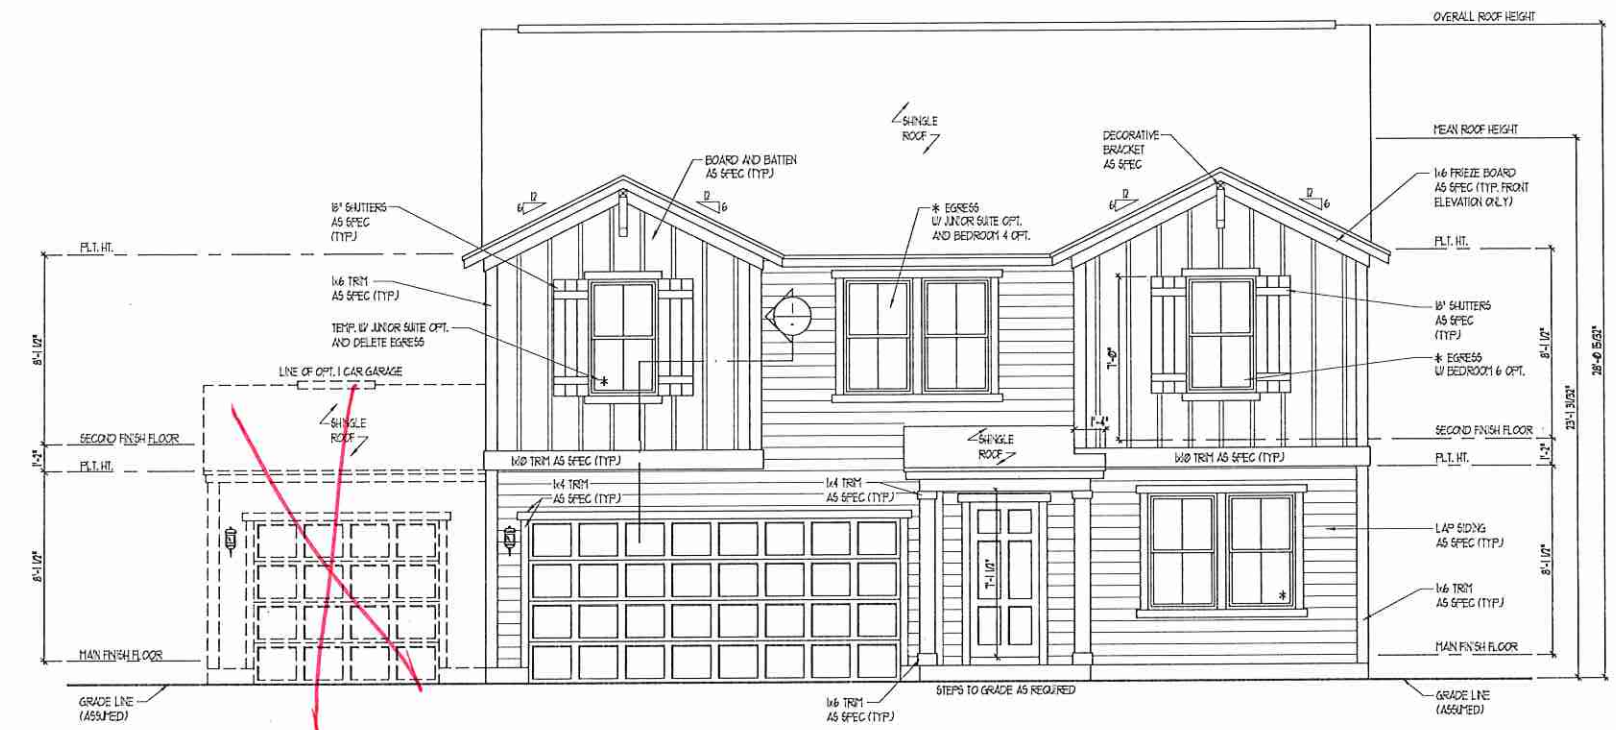 OVERALL ROOF HEIGHT
SHINGLE
ROOF
MEAN ROOF HEIGHT
DECORATIVE
BRACKET
AS SPEC
BOARD AND BATTEN
AS SPEC (TYP.)
1x6 FRIEZE BOARD
AS SPEC (TYP. FRONT
ELEVATION ONLY)
12
6
12
6
12
6
12
6
18" SHUTTERS
AS SPEC
(TYP.)
* EGRESS
W/ JUNIOR SUITE OPT.
AND BEDROOM 4 OPT.
PLT. HT.
PLT. HT.
1x6 TRIM
AS SPEC (TYP.)
18" SHUTTERS
AS SPEC
(TYP.)
TEMP. W/ JUNIOR SUITE OPT.
AND DELETE EGRESS
8'-1 1/2"
7'-0"
8'-1 1/2"
28'-0 15/32"
* EGRESS
W/ BEDROOM 6 OPT.
LINE OF OPT. 1 CAR GARAGE
*
SHINGLE
ROOF
23'-1 31/32"
1'-4"
SECOND FINISH FLOOR
SECOND FINISH FLOOR
SHINGLE
ROOF
1'-2"
1'-2"
1x10 TRIM AS SPEC (TYP.)
1x10 TRIM AS SPEC (TYP.)
PLT. HT.
PLT. HT.
1x4 TRIM
AS SPEC (TYP.)
1x4 TRIM
AS SPEC (TYP.)
LAP SIDING
AS SPEC (TYP.)
8'-1 1/2"
7'-1 1/2"
8'-1 1/2"
*
1x6 TRIM
AS SPEC (TYP.)
MAIN FINISH FLOOR
MAIN FINISH FLOOR
GRADE LINE
(ASSUMED)
1x6 TRIM
AS SPEC (TYP.)
STEPS TO GRADE AS REQUIRED
GRADE LINE
(ASSUMED)